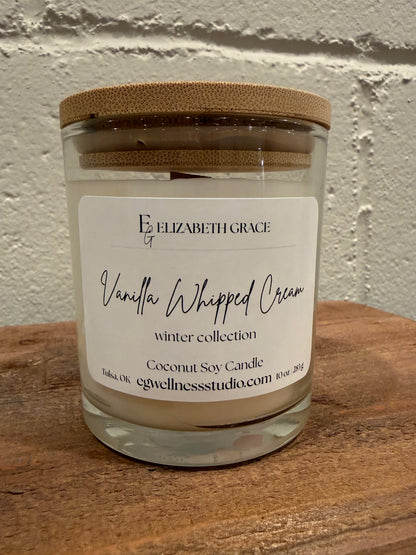 EG ELIZABETH GRACE
Vanilla Whipped Cream
winter collection
Coconut Soy Candle
Tulsa, OK egwellnessstudio.com 10 oz 283g